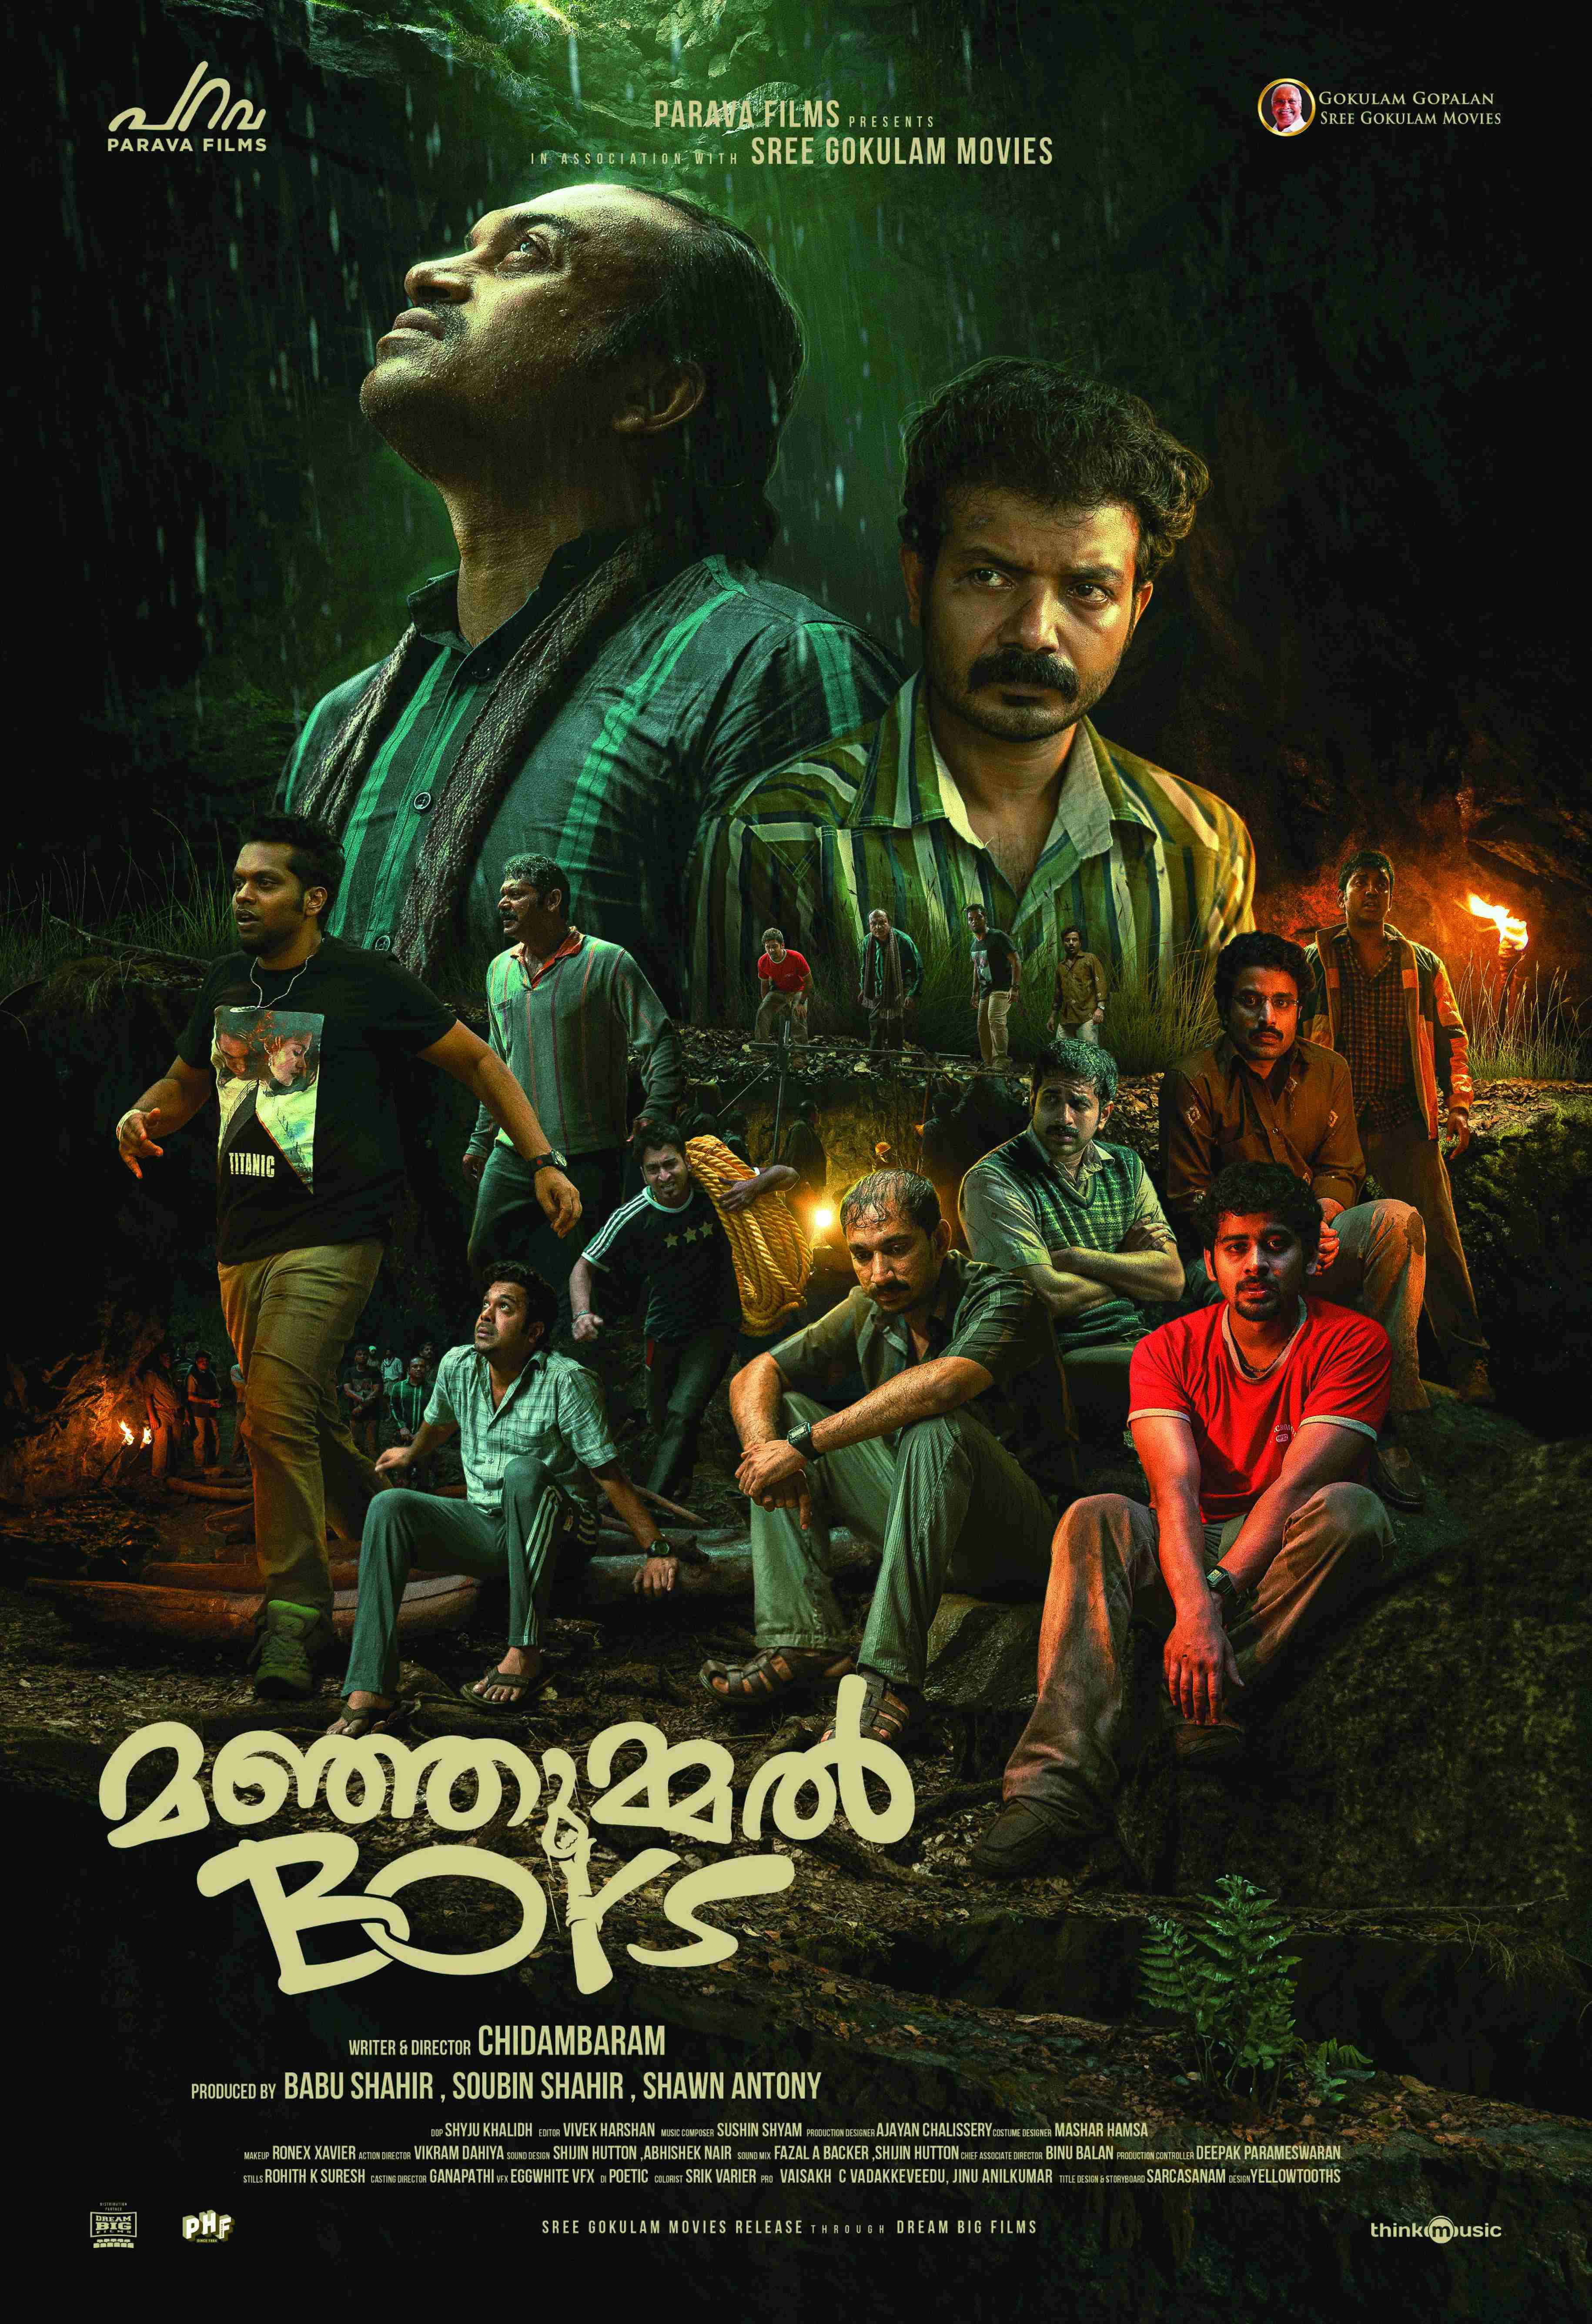 പറവ
PARAVA FILMS
PARAVA FILMS PRESENTS
IN ASSOCIATION WITH SREE GOKULAM MOVIES
GOKULAM GOPALAN
SREE GOKULAM MOVIES
TITANIC
മഞ്ഞുമ്മൽ
BOYS
WRITER & DIRECTOR CHIDAMBARAM
PRODUCED BY BABU SHAHIR , SOUBIN SHAHIR , SHAWN ANTONY
DOP SHYJU KHALIDH EDITOR VIVEK HARSHAN MUSIC COMPOSER SUSHIN SHYAM PRODUCTION DESIGNER AJAYAN CHALISSERY COSTUME DESIGNER MASHAR HAMSA
MAKEUP RONEX XAVIER ACTION DIRECTOR VIKRAM DAHIYA SOUND DESIGN SHIJIN HUTTON ,ABHISHEK NAIR SOUND MIX FAZAL A BACKER ,SHIJIN HUTTON CHIEF ASSOCIATE DIRECTOR BINU BALAN PRODUCTION CONTROLLER DEEPAK PARAMESWARAN
STILLS ROHITH K SURESH CASTING DIRECTOR GANAPATHI VFX EGGWHITE VFX DI POETIC COLORIST SRIK VARIER PRO VAISAKH C VADAKKEVEEDU, JINU ANILKUMAR TITLE DESIGN & STORYBOARD SARCASANAM DESIGN YELLOWTOOTHS
DISTRIBUTION
PARTNER
DREAM
BIG
FILMS
PHF
SREE GOKULAM MOVIES RELEASE THROUGH DREAM BIG FILMS
think music